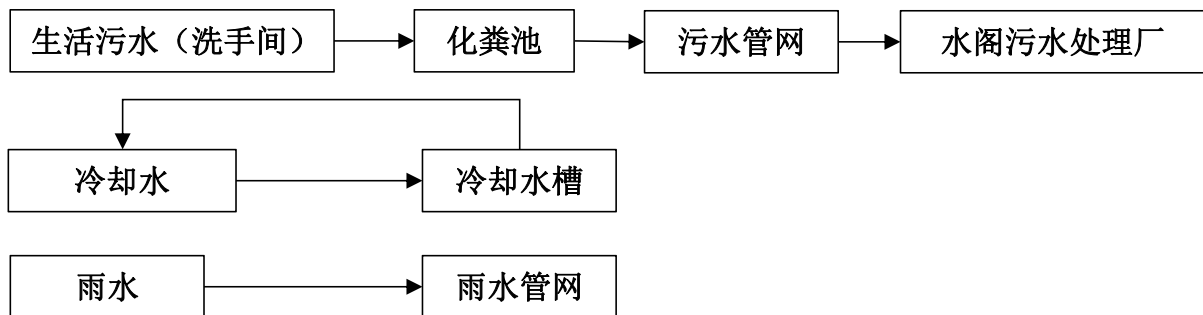 生活污水（洗手间）
化粪池
污水管网
水阁污水处理厂
冷却水
冷却水槽
雨水
雨水管网